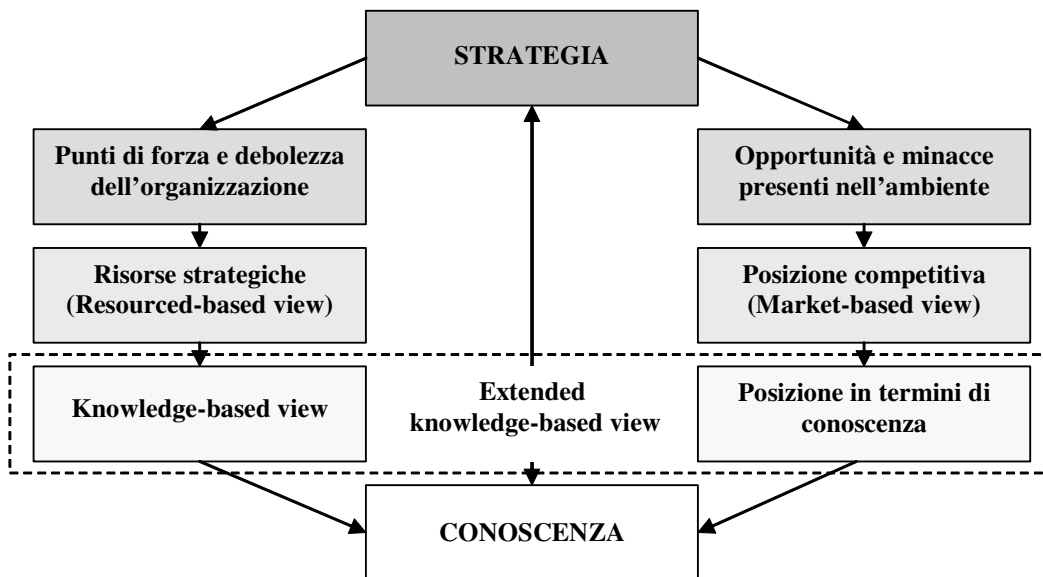 STRATEGIA
Punti di forza e debolezza
dell’organizzazione
Opportunità e minacce
presenti nell’ambiente
Risorse strategiche
(Resourced-based view)
Posizione competitiva
(Market-based view)
Knowledge-based view
Extended
knowledge-based view
Posizione in termini di
conoscenza
CONOSCENZA